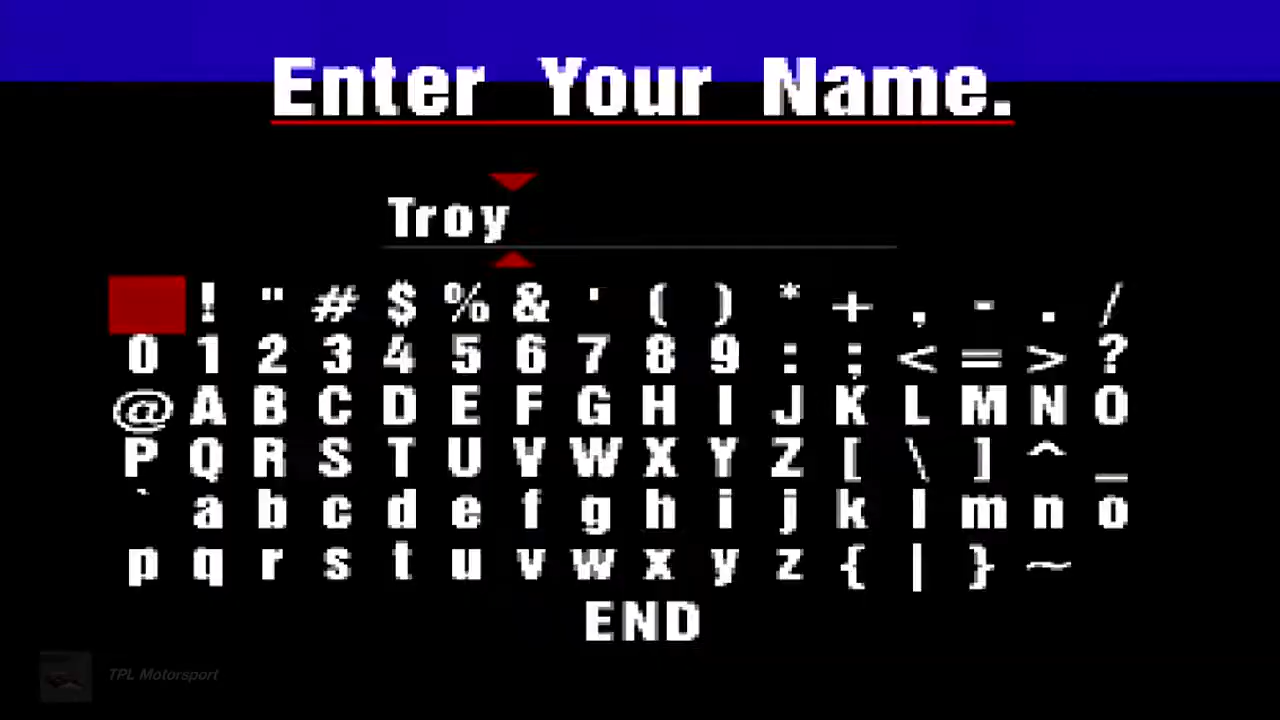 Enter Your Name.
Troy
! " # $ % & ' ( ) * + , - . /
0 1 2 3 4 5 6 7 8 9 : ; < = > ?
@ A B C D E F G H I J K L M N O
P Q R S T U V W X Y Z [ \ ] ^ _
` a b c d e f g h i j k l m n o
p q r s t u v w x y z { | } ~
END
TPL Motorsport